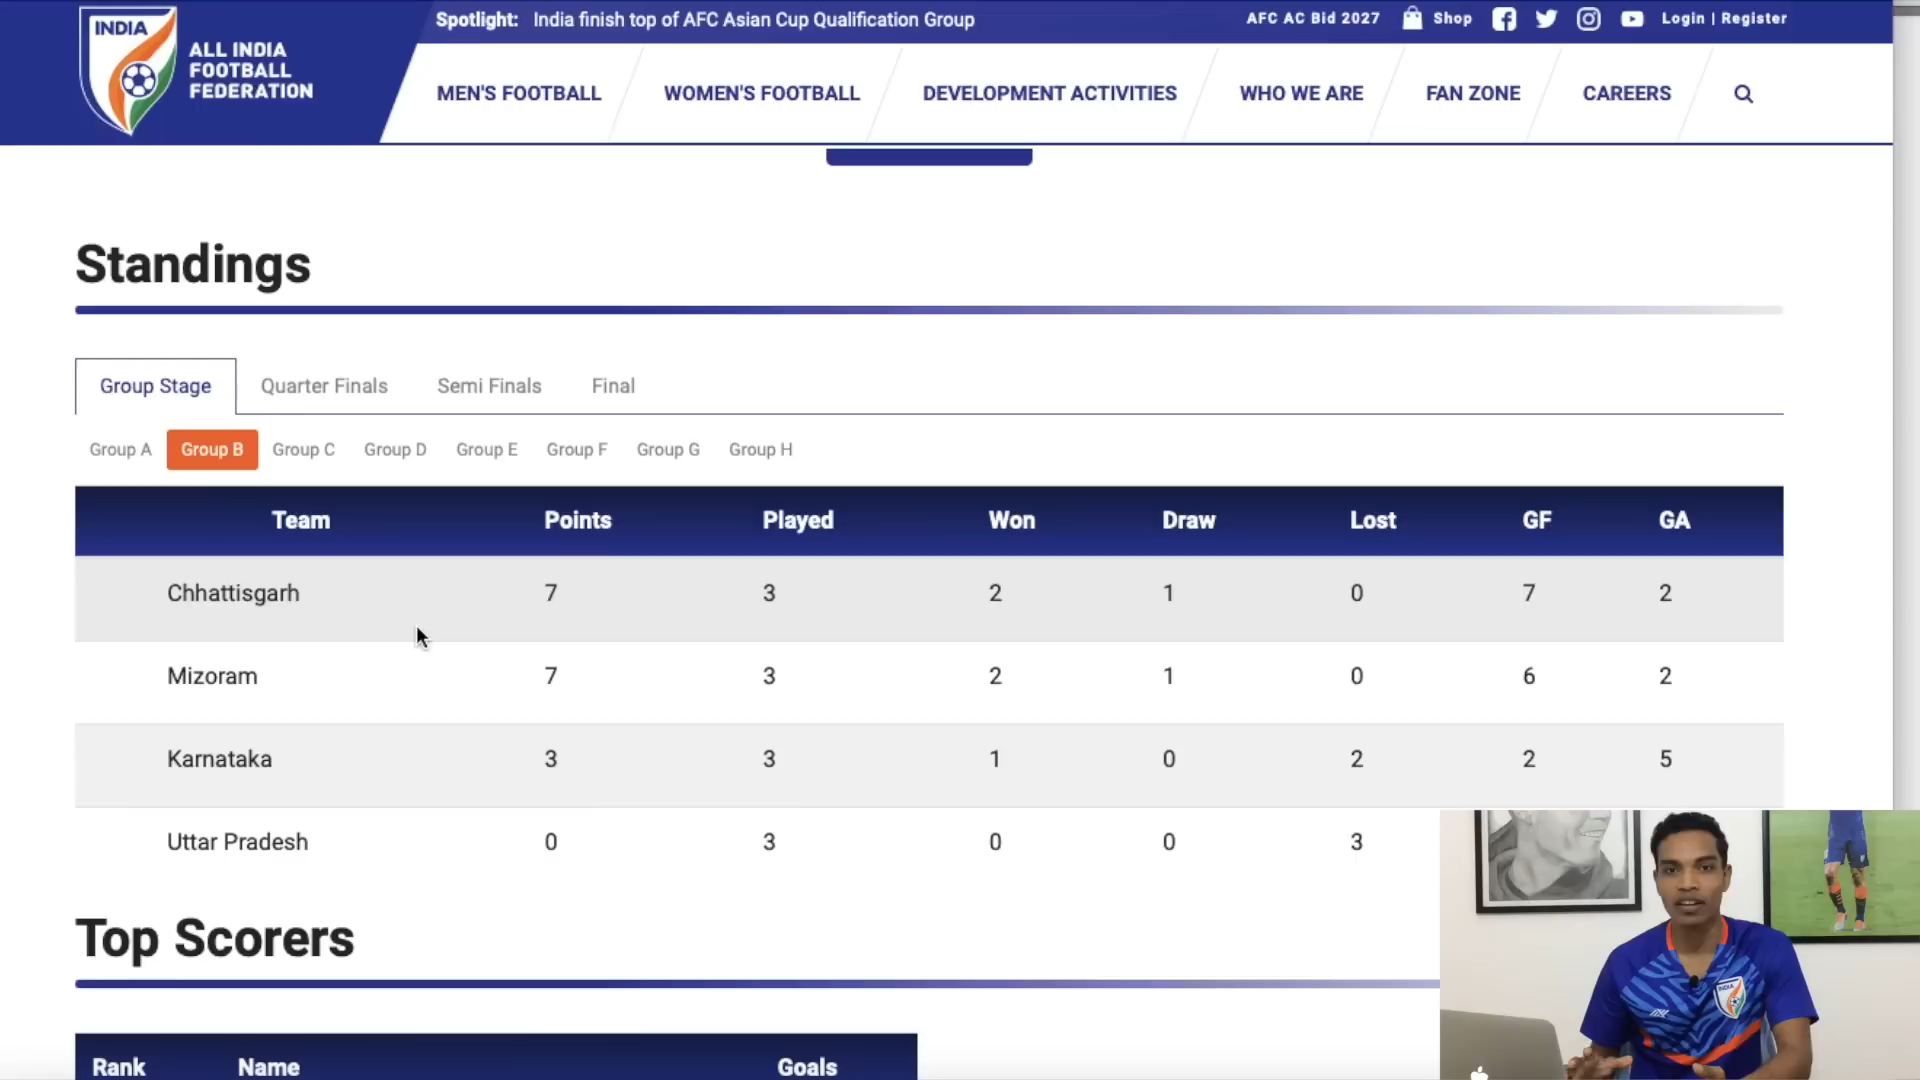 INDIA
ALL INDIA
FOOTBALL
FEDERATION
Spotlight: India finish top of AFC Asian Cup Qualification Group
AFC AC Bid 2027 Shop Login | Register
MEN'S FOOTBALL WOMEN'S FOOTBALL DEVELOPMENT ACTIVITIES WHO WE ARE FAN ZONE CAREERS
Standings
Group Stage Quarter Finals Semi Finals Final
Group A Group B Group C Group D Group E Group F Group G Group H
Team Points Played Won Draw Lost GF GA
Chhattisgarh 7 3 2 1 0 7 2
Mizoram 7 3 2 1 0 6 2
Karnataka 3 3 1 0 2 2 5
Uttar Pradesh 0 3 0 0 3
Top Scorers
Rank Name Goals
INDIA